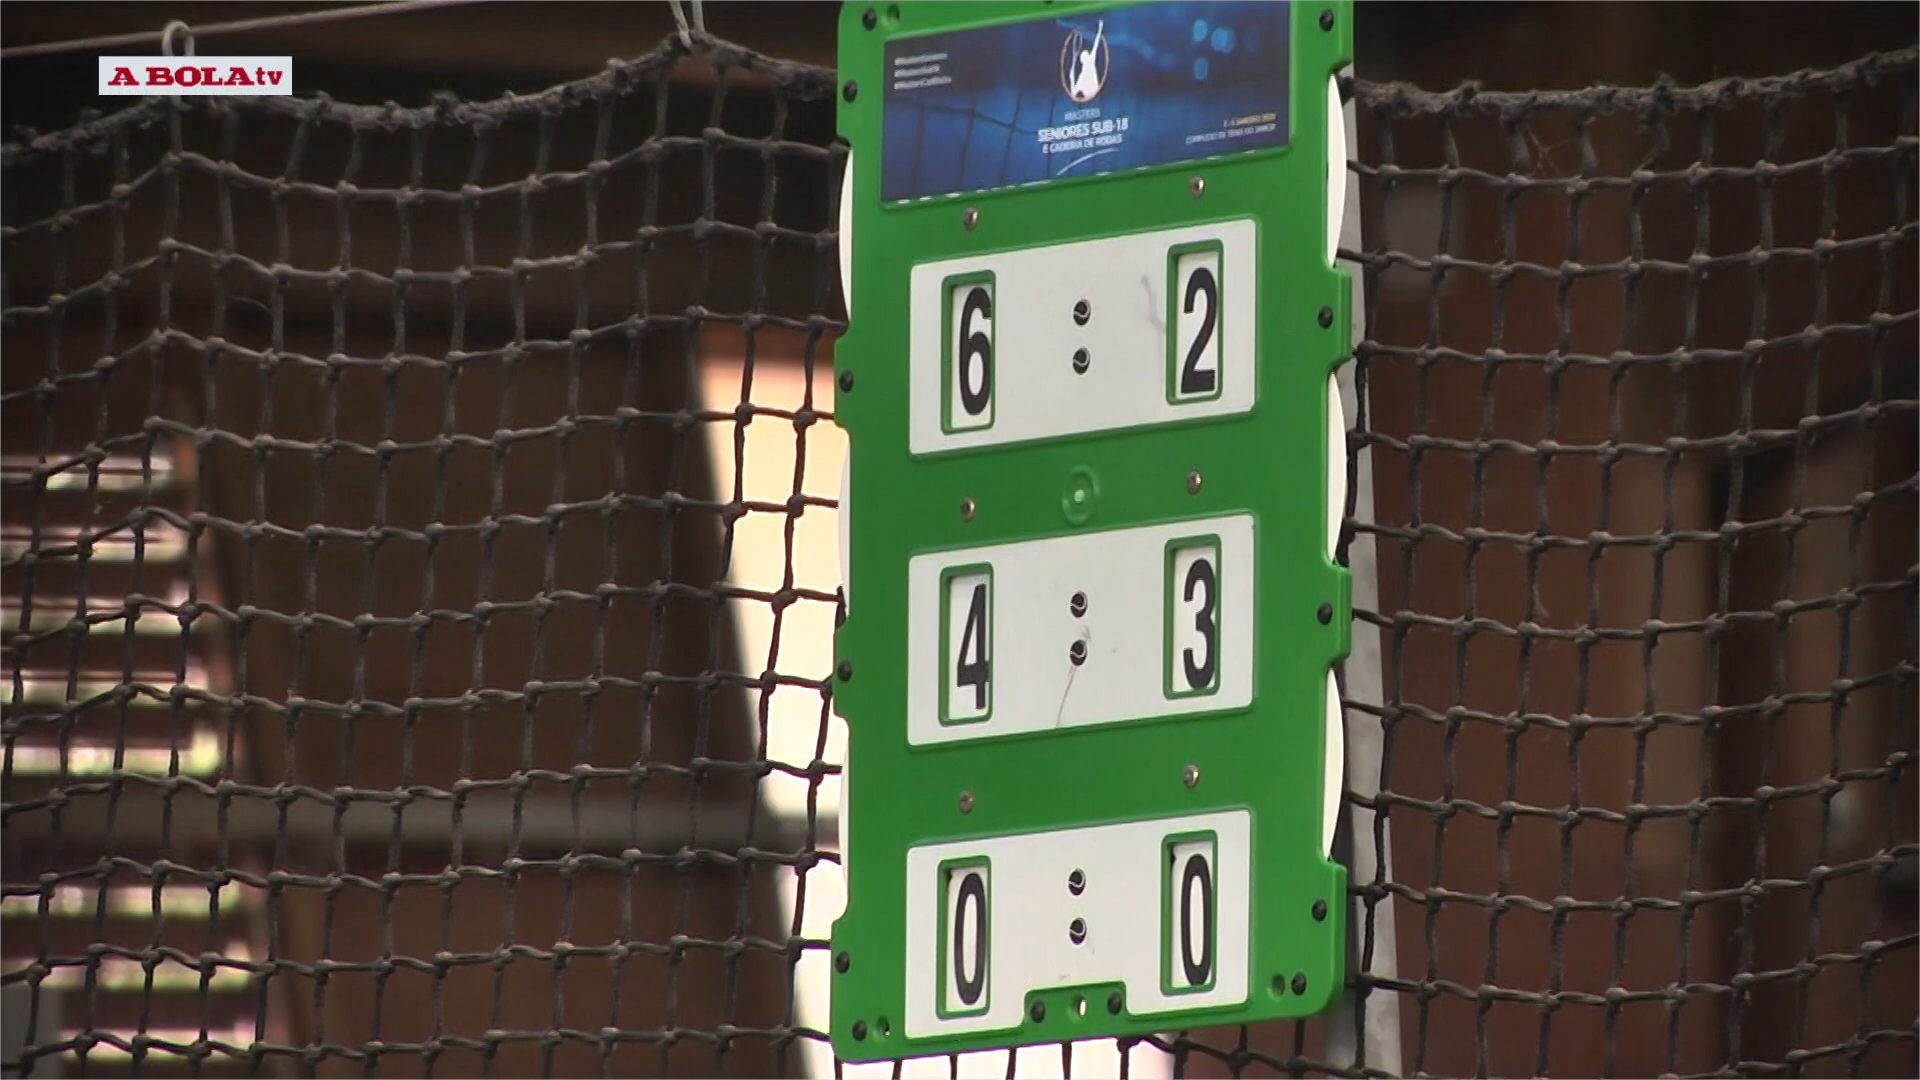 A BOLA tv
MASTERS
SENIORES SUB-18
E CADEIRA DE RODAS
6 2
4 3
0 0